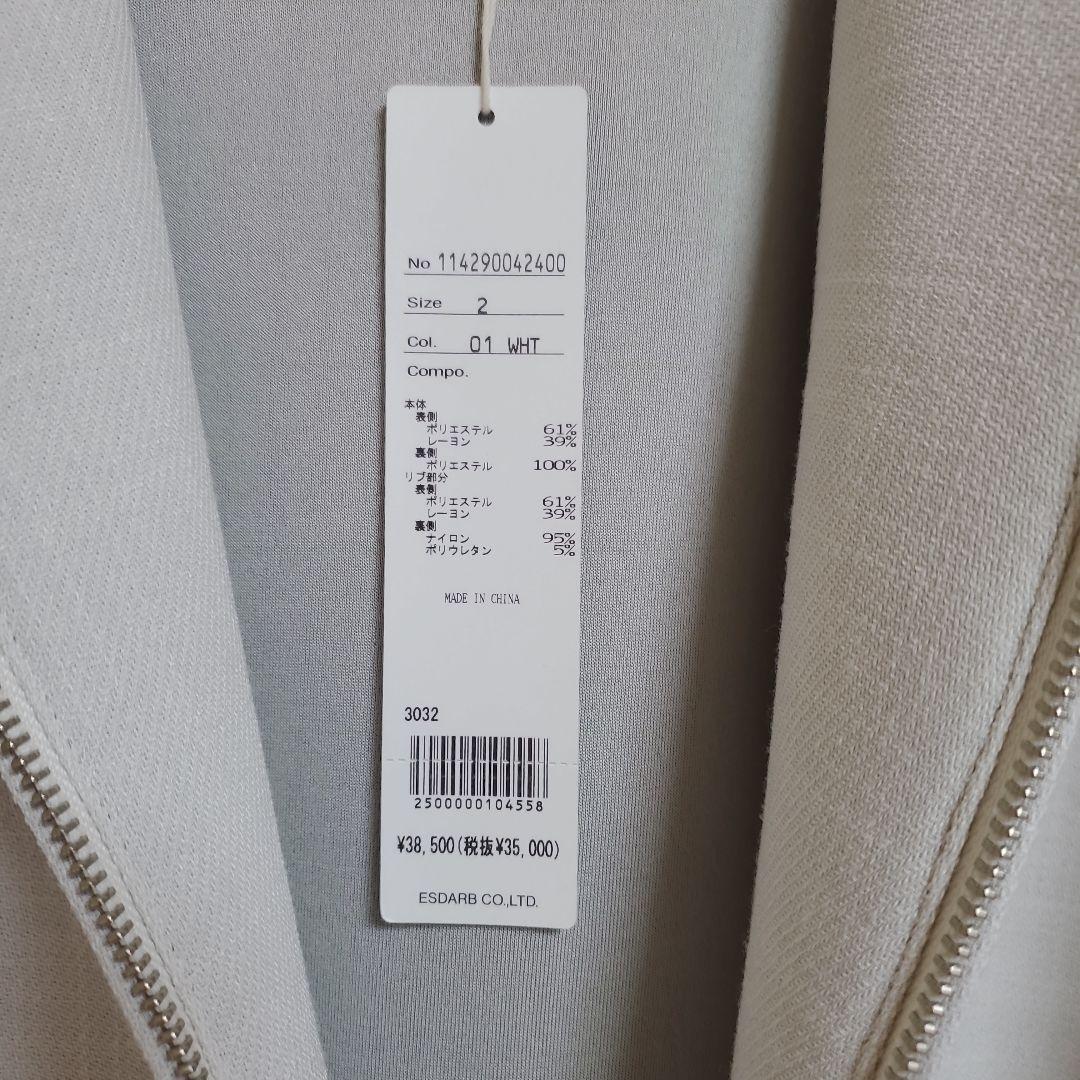 No 114290042400
Size 2
Col. 01 WHT
Compo.
本体
表側
ポリエステル 61%
レーヨン 39%
裏側
ポリエステル 100%
リブ部分
表側
ポリエステル 61%
レーヨン 39%
裏側
ナイロン 95%
ポリウレタン 5%
MADE IN CHINA
3032
2500000104558
¥38,500(税抜¥35,000)
ESDARB CO.,LTD.